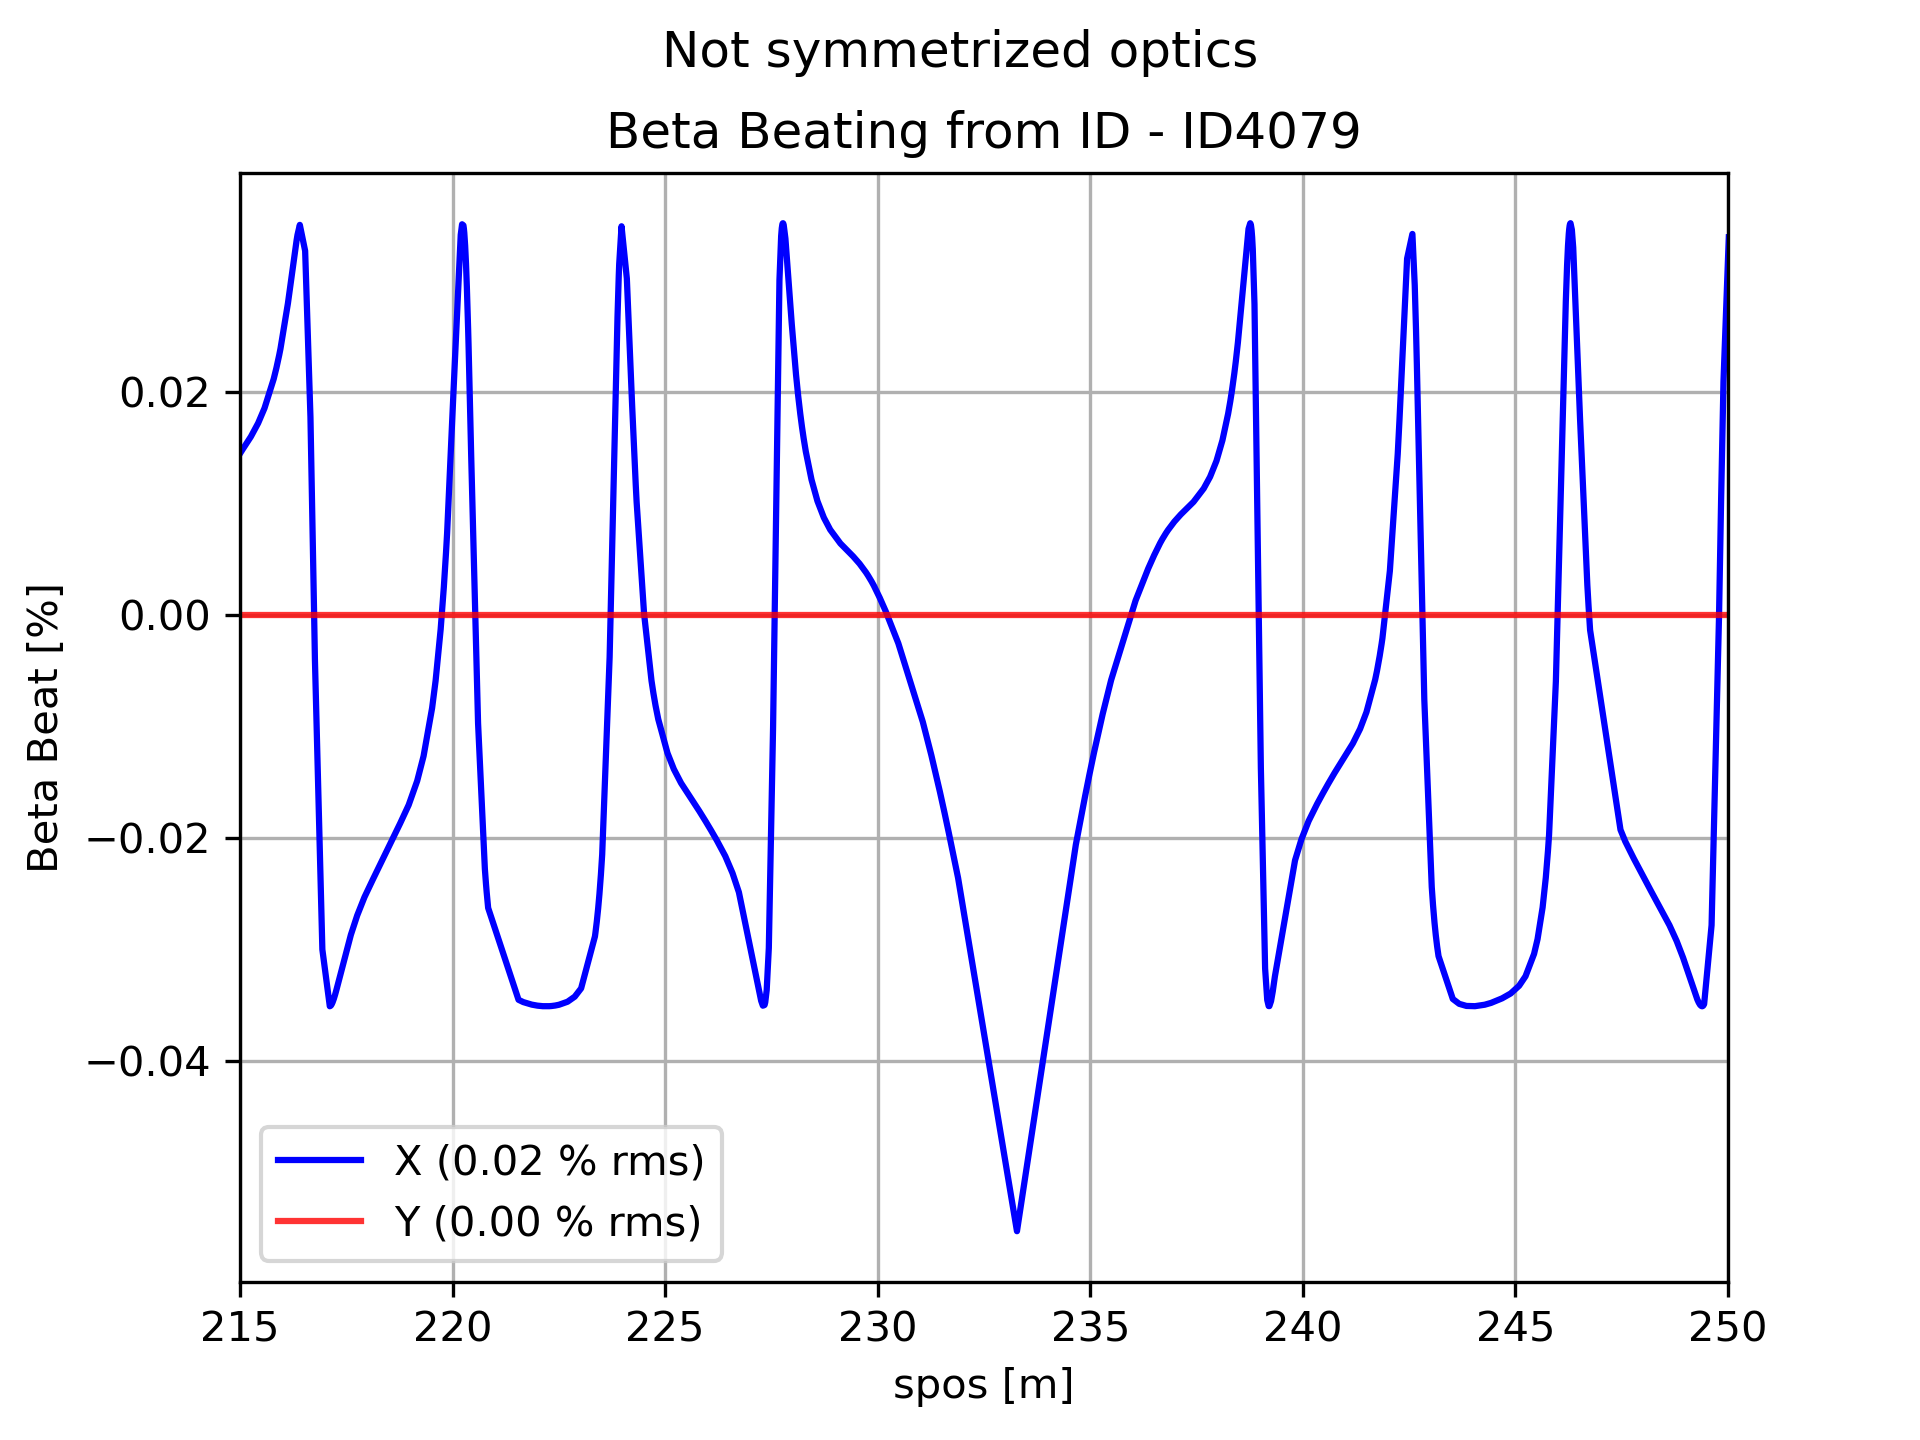 Not symmetrized optics
Beta Beating from ID - ID4079
Beta Beat [%]
0.02
0.00
−0.02
−0.04
X (0.02 % rms)
Y (0.00 % rms)
215 220 225 230 235 240 245 250
spos [m]